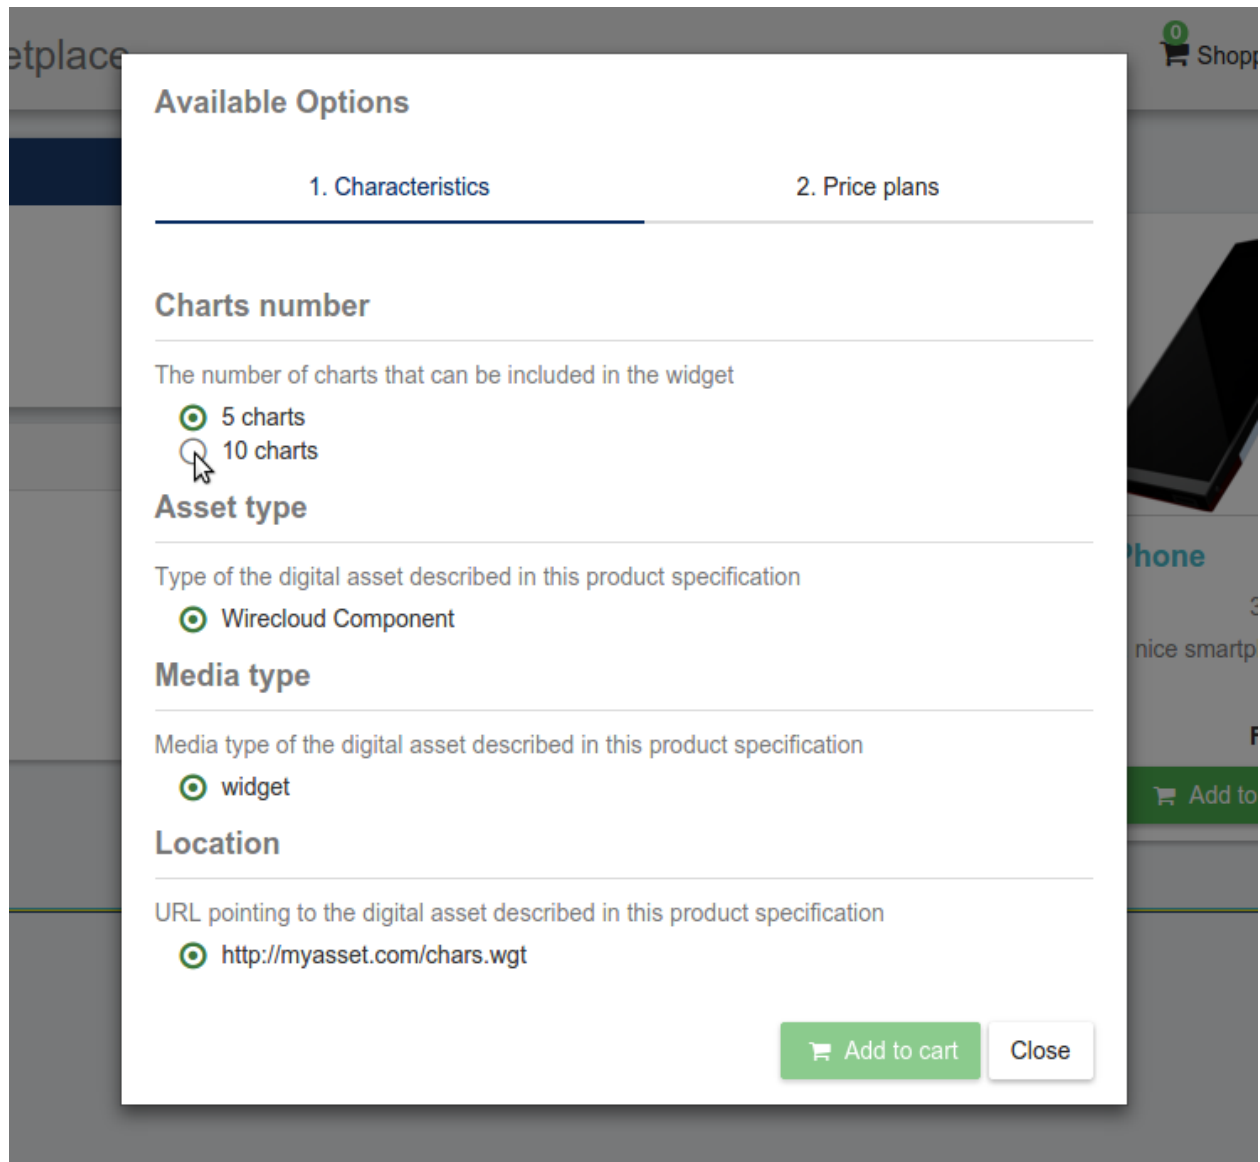 etplace
0
Shopp
Available Options
1. Characteristics
2. Price plans
Charts number
The number of charts that can be included in the widget
5 charts
10 charts
Asset type
Type of the digital asset described in this product specification
Wirecloud Component
Media type
Media type of the digital asset described in this product specification
widget
Location
URL pointing to the digital asset described in this product specification
http://myasset.com/chars.wgt
Add to cart
Close
Phone
3
nice smartp
F
Add to